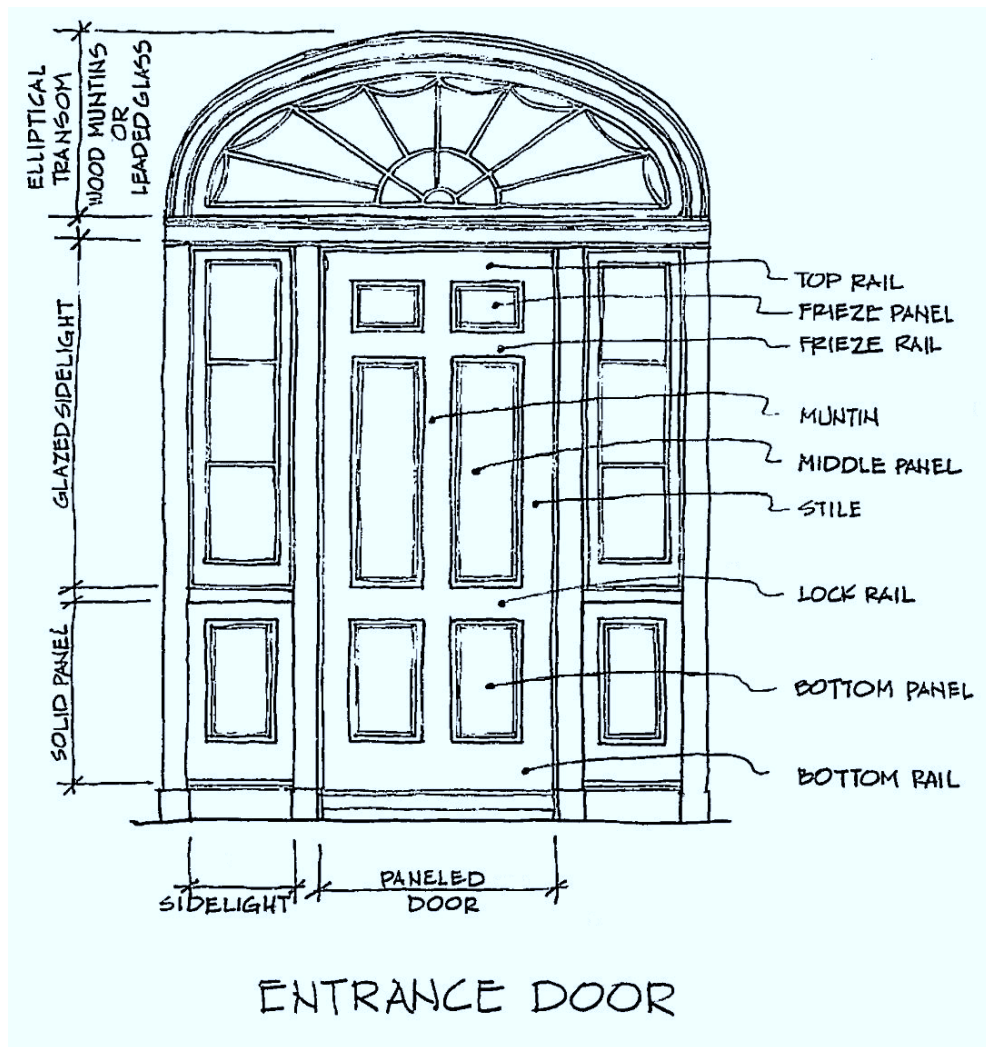 ELLIPTICAL
TRANSOM
WOOD MUNTINS
OR
LEADED GLASS
GLAZED SIDELIGHT
SOLID PANEL
TOP RAIL
FRIEZE PANEL
FRIEZE RAIL
MUNTIN
MIDDLE PANEL
STILE
LOCK RAIL
BOTTOM PANEL
BOTTOM RAIL
SIDELIGHT
PANELED
DOOR
ENTRANCE DOOR